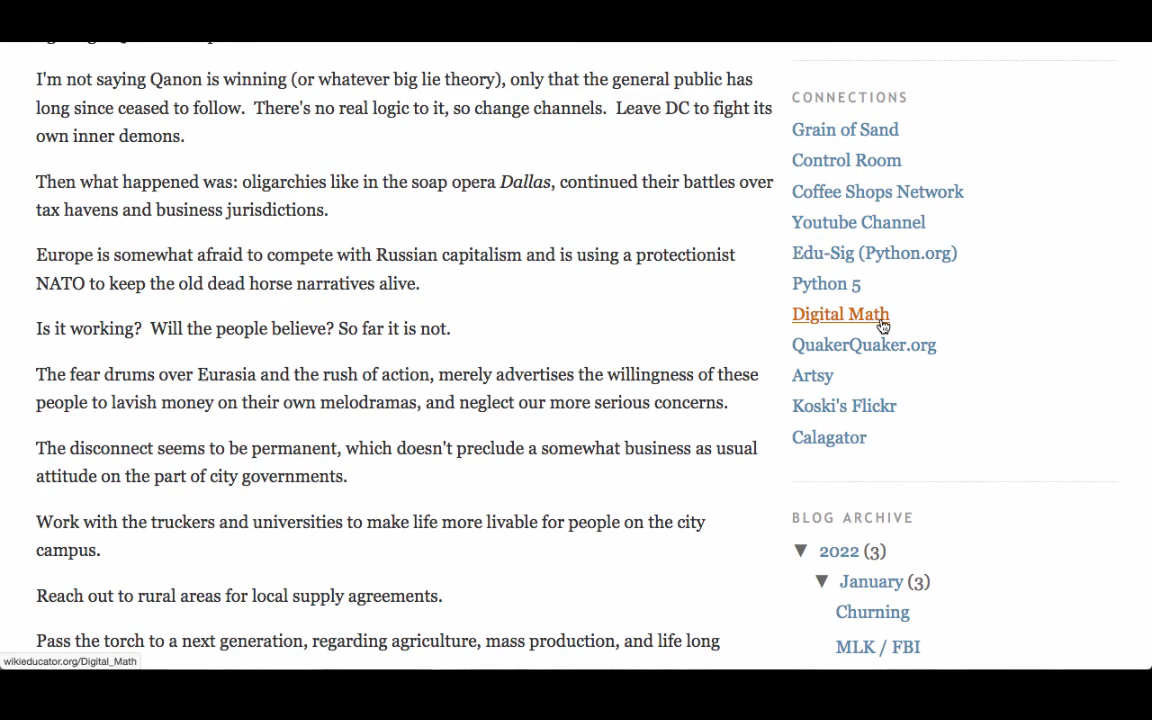 I'm not saying Qanon is winning (or whatever big lie theory), only that the general public has
long since ceased to follow.  There's no real logic to it, so change channels.  Leave DC to fight its
own inner demons.
Then what happened was: oligarchies like in the soap opera Dallas, continued their battles over
tax havens and business jurisdictions.
Europe is somewhat afraid to compete with Russian capitalism and is using a protectionist
NATO to keep the old dead horse narratives alive.
Is it working?  Will the people believe? So far it is not.
The fear drums over Eurasia and the rush of action, merely advertises the willingness of these
people to lavish money on their own melodramas, and neglect our more serious concerns.
The disconnect seems to be permanent, which doesn't preclude a somewhat business as usual
attitude on the part of city governments.
Work with the truckers and universities to make life more livable for people on the city
campus.
Reach out to rural areas for local supply agreements.
Pass the torch to a next generation, regarding agriculture, mass production, and life long
wikieducator.org/Digital_Math
CONNECTIONS
Grain of Sand
Control Room
Coffee Shops Network
Youtube Channel
Edu-Sig (Python.org)
Python 5
Digital Math
QuakerQuaker.org
Artsy
Koski's Flickr
Calagator
BLOG ARCHIVE
▼ 2022 (3)
▼ January (3)
Churning
MLK / FBI